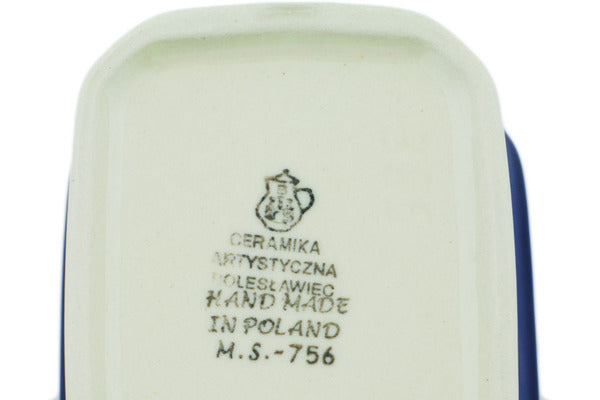 CERAMIKA
ARTYSTYCZNA
BOLESŁAWIEC
HAND MADE
IN POLAND
M.S.-756